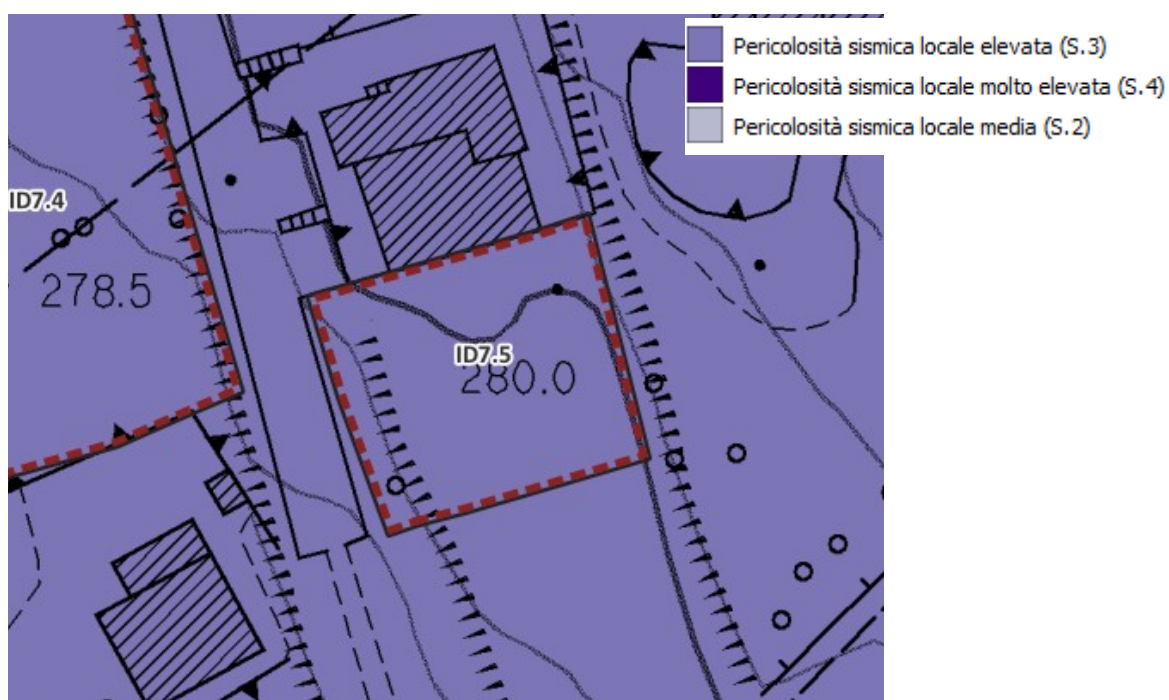 Pericolosità sismica locale elevata (S.3)
Pericolosità sismica locale molto elevata (S.4)
Pericolosità sismica locale media (S.2)
ID7.4
278.5
ID7.5
280.0